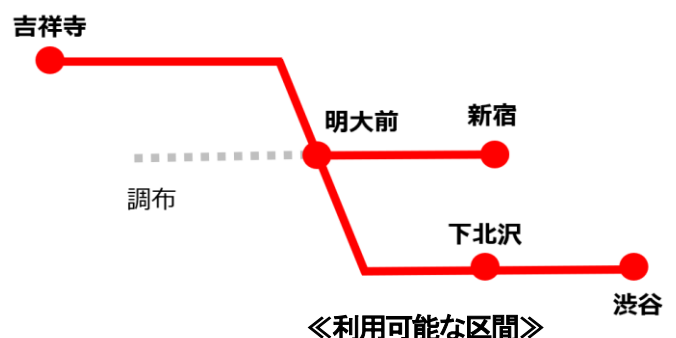 吉祥寺
明大前
新宿
調布
下北沢
渋谷
≪利用可能な区間≫